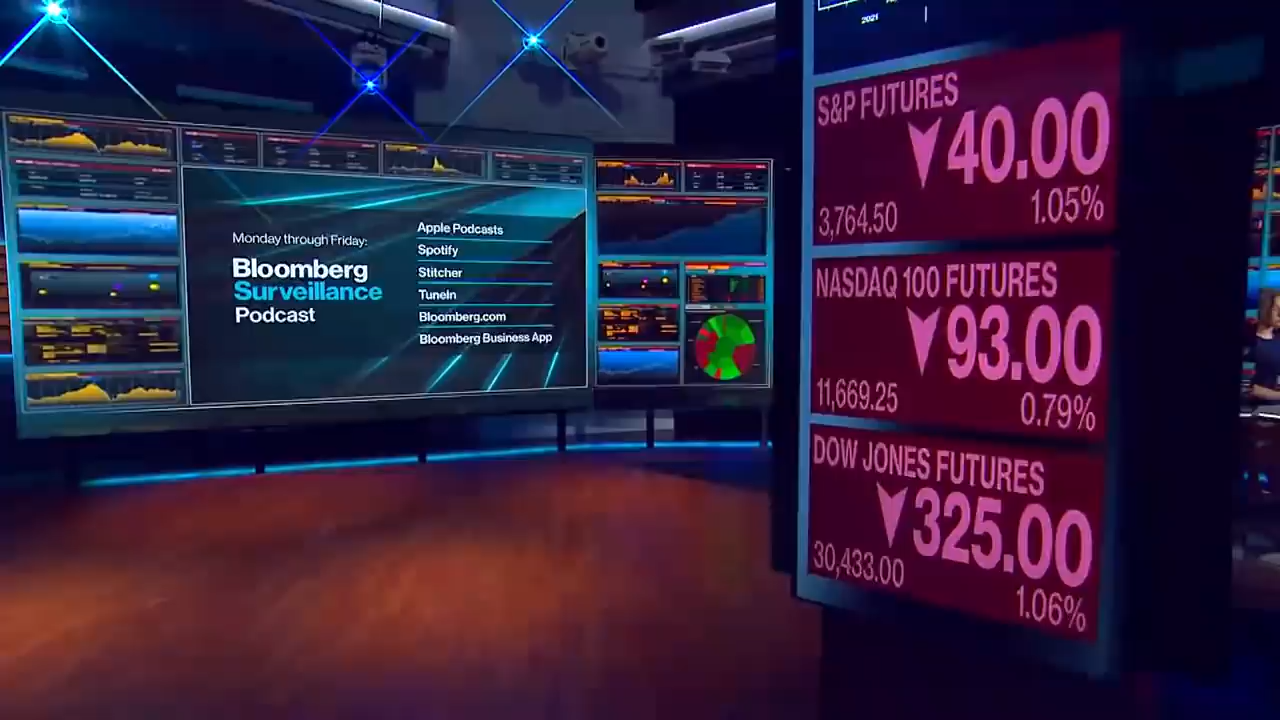 Monday through Friday:
Bloomberg
Surveillance
Podcast
Apple Podcasts
Spotify
Stitcher
TuneIn
Bloomberg.com
Bloomberg Business App
2021
S&P FUTURES
40.00
3,764.50
1.05%
NASDAQ 100 FUTURES
93.00
11,669.25
0.79%
DOW JONES FUTURES
325.00
30,433.00
1.06%